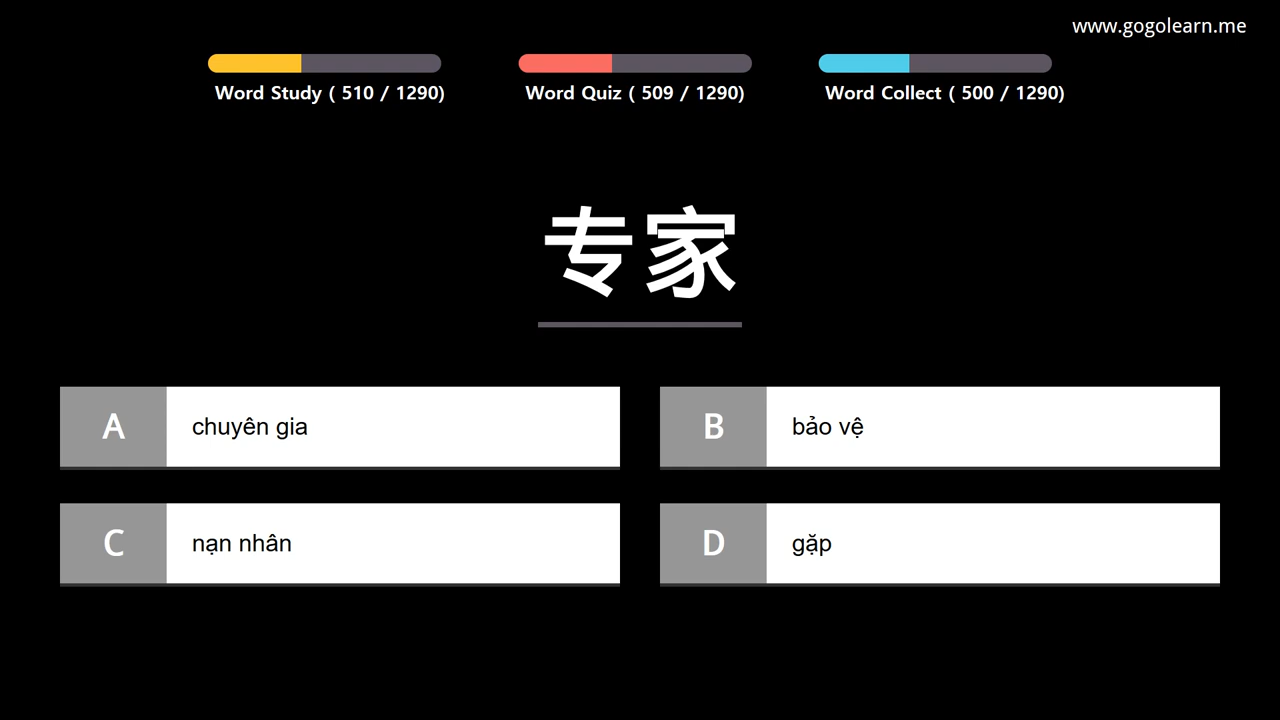 www.gogolearn.me
Word Study ( 510 / 1290)
Word Quiz ( 509 / 1290)
Word Collect ( 500 / 1290)
专家
A
chuyên gia
B
bảo vệ
C
nạn nhân
D
gặp